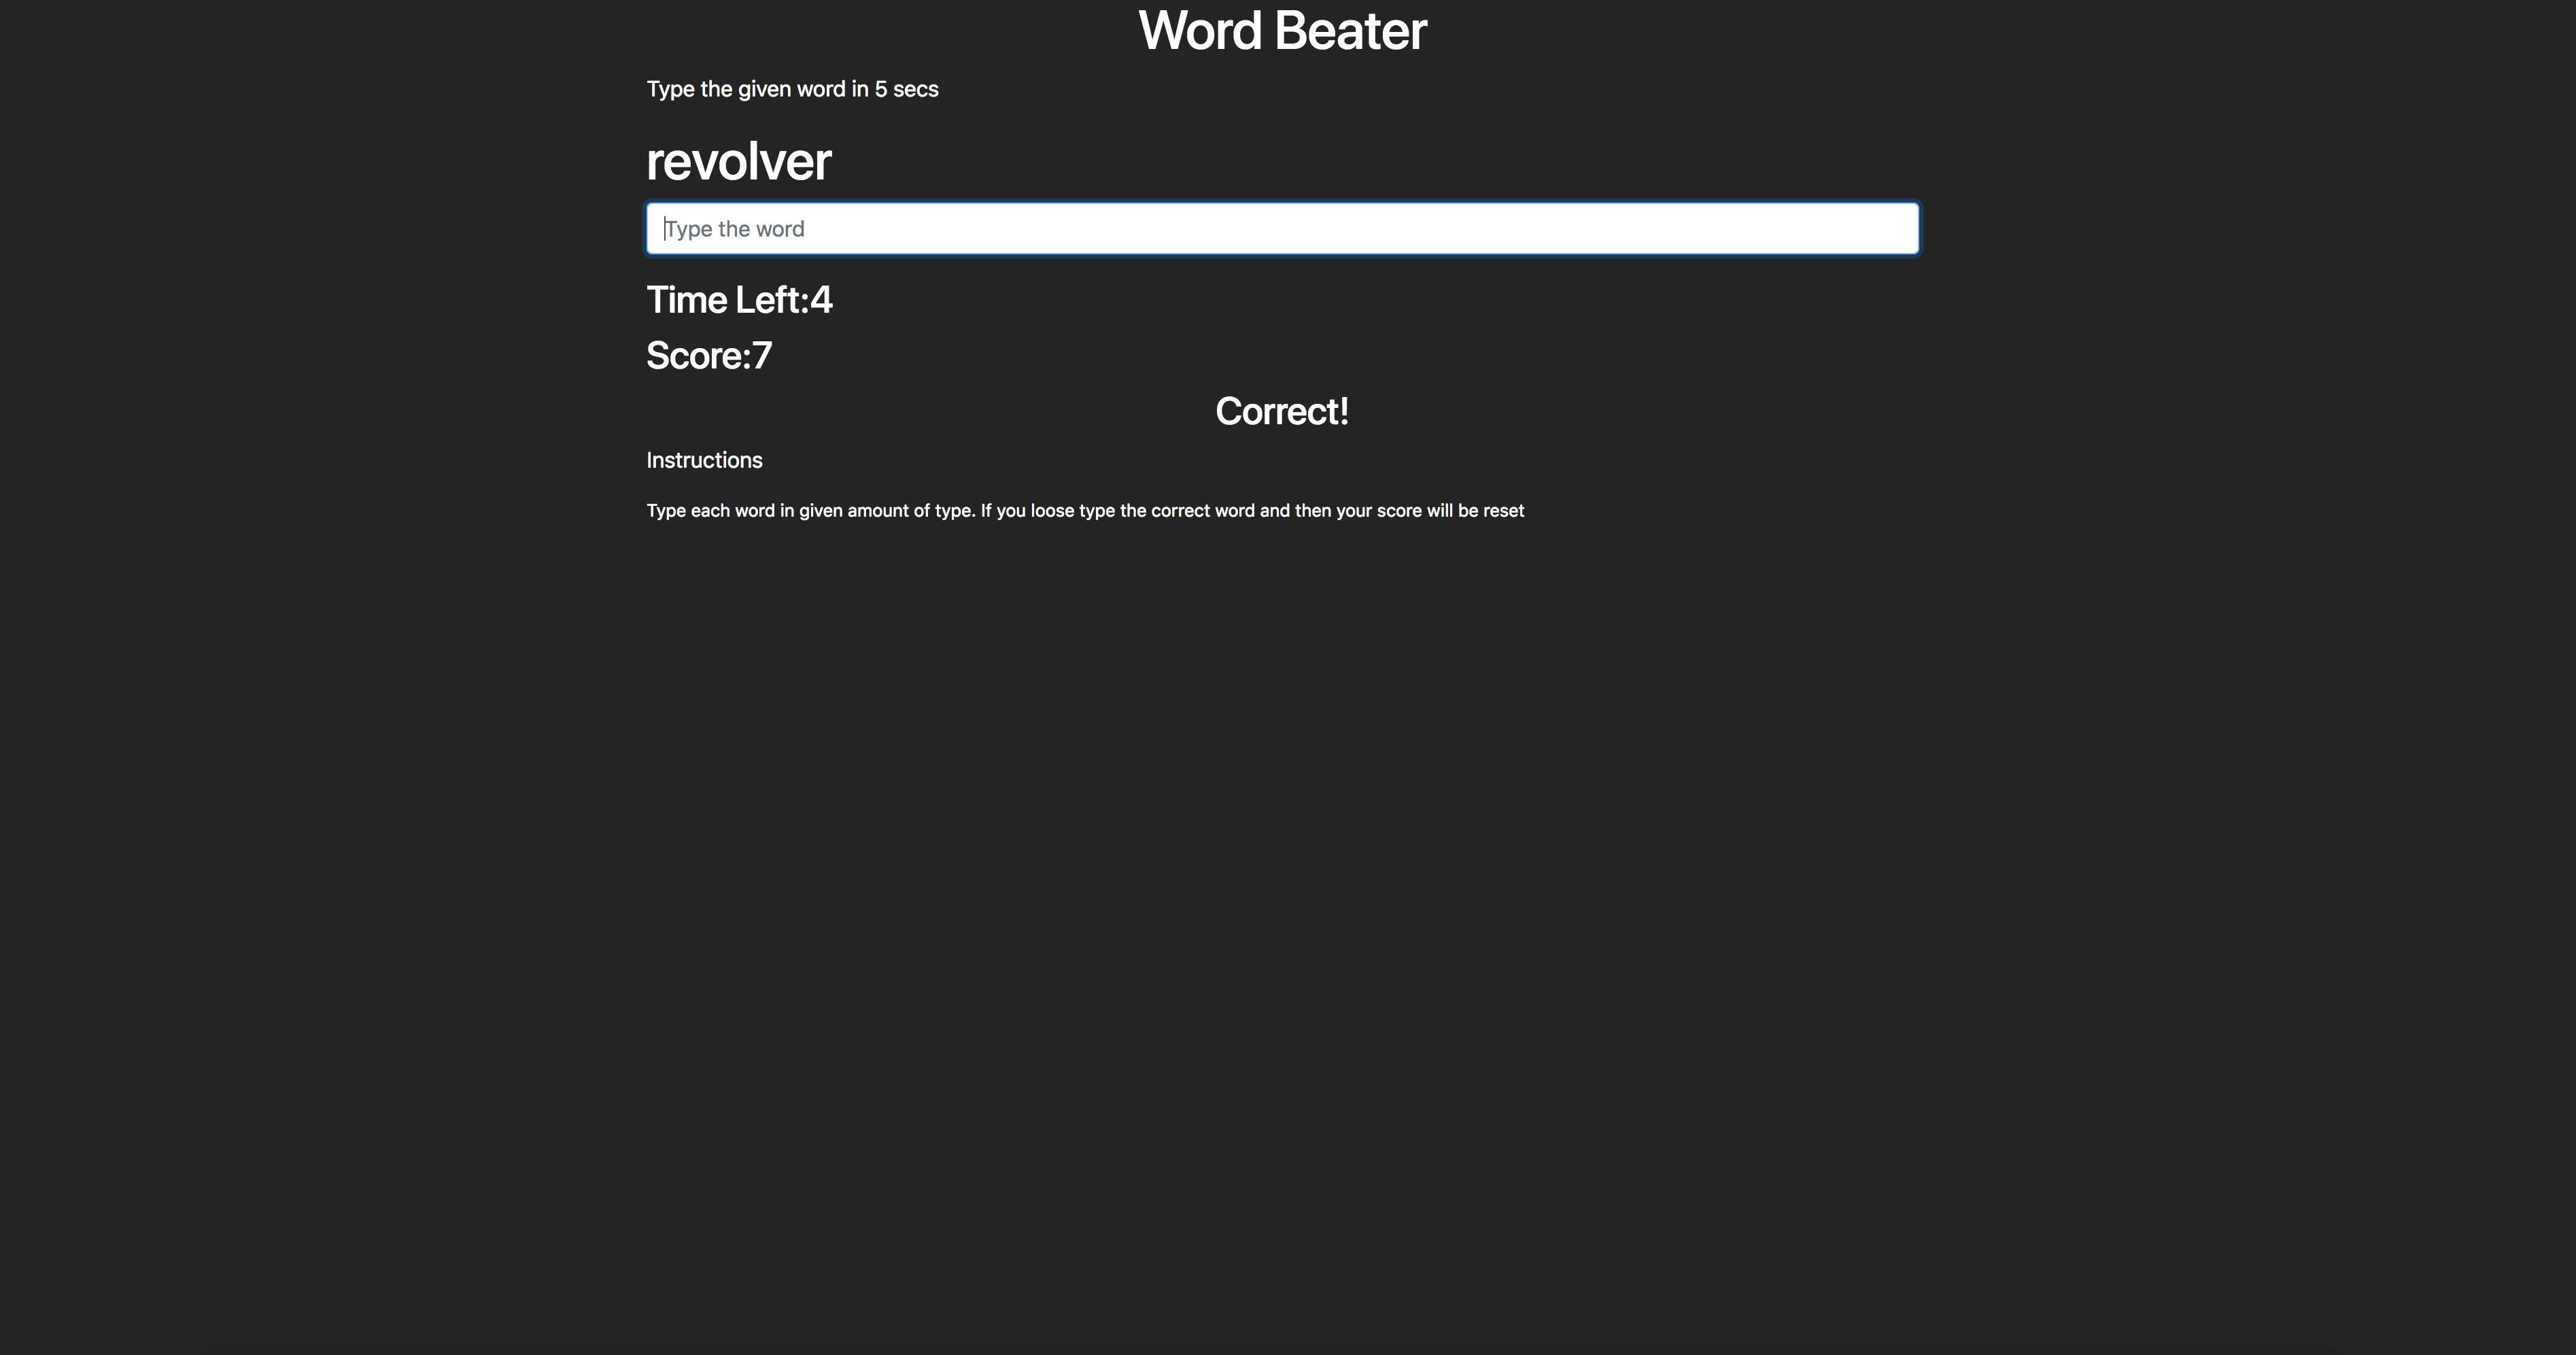 Word Beater
Type the given word in 5 secs
revolver
Type the word
Time Left:4
Score:7
Correct!
Instructions
Type each word in given amount of type. If you loose type the correct word and then your score will be reset